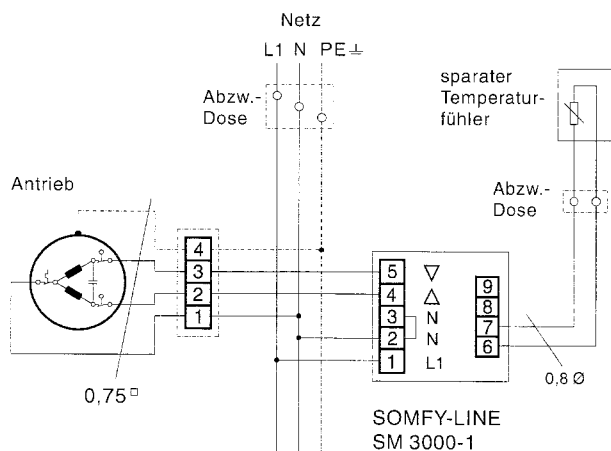 Netz
L1 N PE
Abzw.-
Dose
sparater
Temperatur-
fühler
Antrieb
Abzw.-
Dose
4
3
2
1
5
4
3 N
2 N
1 L1
9
8
7
6
0,75
0,8 Ø
SOMFY-LINE
SM 3000-1